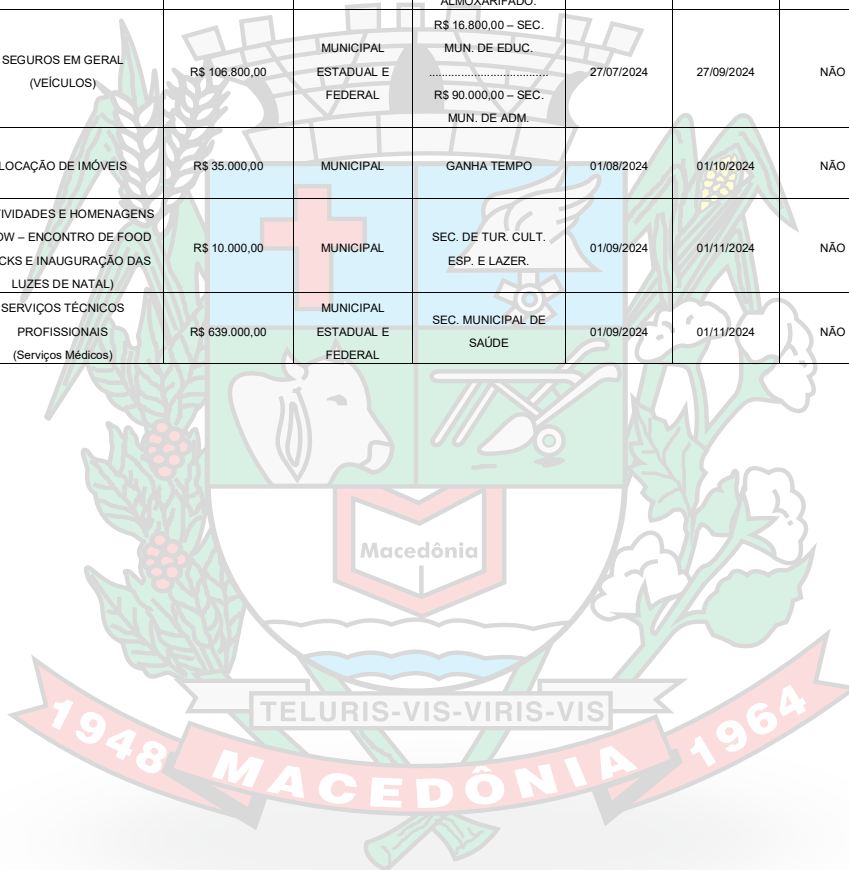 ALMOXARIFADO.
SEGUROS EM GERAL
(VEÍCULOS)
R$ 106.800,00
MUNICIPAL
ESTADUAL E
FEDERAL
R$ 16.800,00 – SEC.
MUN. DE EDUC.
.....................................
R$ 90.000,00 – SEC.
MUN. DE ADM.
27/07/2024
27/09/2024
NÃO
LOCAÇÃO DE IMÓVEIS
R$ 35.000,00
MUNICIPAL
GANHA TEMPO
01/08/2024
01/10/2024
NÃO
TIVIDADES E HOMENAGENS
OW – ENCONTRO DE FOOD
CKS E INAUGURAÇÃO DAS
LUZES DE NATAL)
R$ 10.000,00
MUNICIPAL
SEC. DE TUR. CULT.
ESP. E LAZER.
01/09/2024
01/11/2024
NÃO
SERVIÇOS TÉCNICOS
PROFISSIONAIS
(Serviços Médicos)
R$ 639.000,00
MUNICIPAL
ESTADUAL E
FEDERAL
SEC. MUNICIPAL DE
SAÚDE
01/09/2024
01/11/2024
NÃO
Macedônia
TELURIS-VIS-VIRIS-VIS
1948 MACEDÔNIA 1964